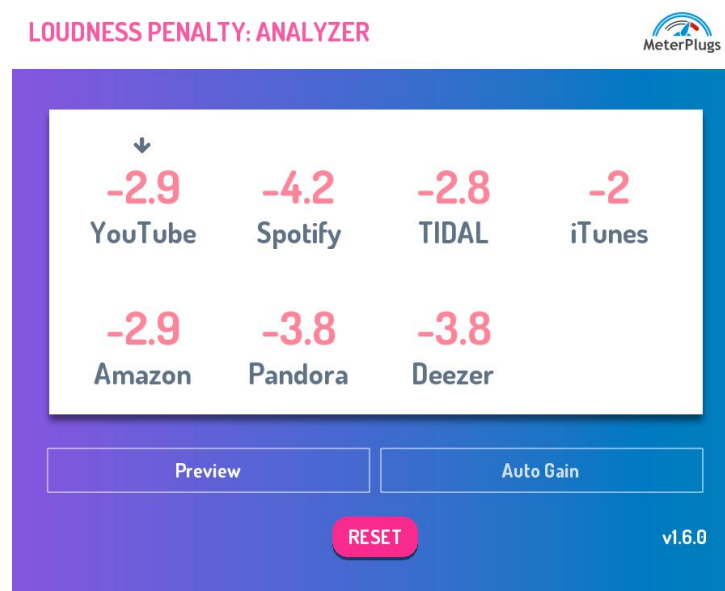 LOUDNESS PENALTY: ANALYZER
MeterPlugs
-2.9 -4.2 -2.8 -2
YouTube Spotify TIDAL iTunes
-2.9 -3.8 -3.8
Amazon Pandora Deezer
Preview Auto Gain
RESET v1.6.0